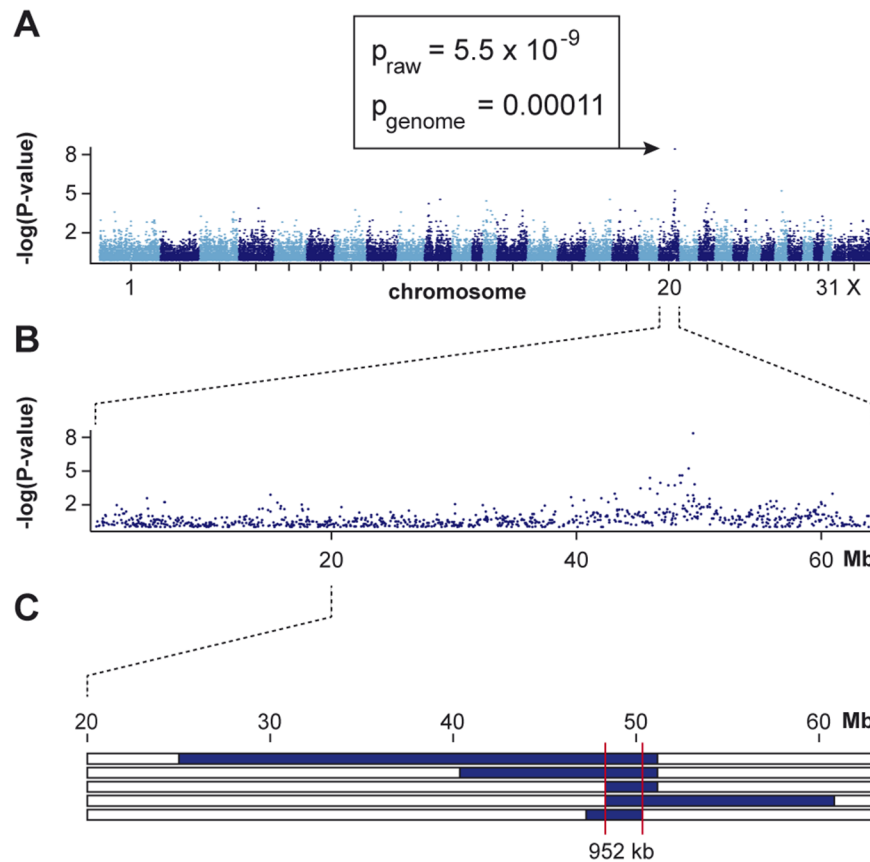 A
p_raw = 5.5 x 10^-9
p_genome = 0.00011
-log(P-value)
8
5
2
1 chromosome 20 31 X
B
-log(P-value)
8
5
2
20 40 60 Mb
C
20 30 40 50 60 Mb
952 kb